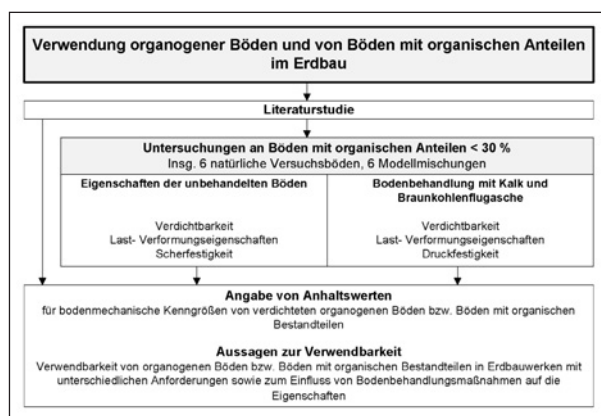 Verwendung organogener Böden und von Böden mit organischen Anteilen
im Erdbau
Literaturstudie
Untersuchungen an Böden mit organischen Anteilen < 30 %
Insg. 6 natürliche Versuchsböden, 6 Modellmischungen
Eigenschaften der unbehandelten Böden
Verdichtbarkeit
Last- Verformungseigenschaften
Scherfestigkeit
Bodenbehandlung mit Kalk und
Braunkohlenflugasche
Verdichtbarkeit
Last- Verformungseigenschaften
Druckfestigkeit
Angabe von Anhaltswerten
für bodenmechanische Kenngrößen von verdichteten organogenen Böden bzw. Böden mit organischen
Bestandteilen
Aussagen zur Verwendbarkeit
Verwendbarkeit von organogenen Böden bzw. Böden mit organischen Bestandteilen in Erdbauwerken mit
unterschiedlichen Anforderungen sowie zum Einfluss von Bodenbehandlungsmaßnahmen auf die
Eigenschaften